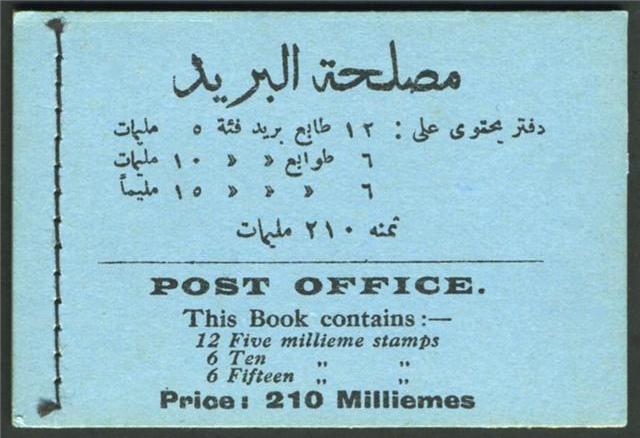 مصلحة البريد
دفتر يحتوى على : ١٢ طابع بريد فئة ٥ مليمات
٦ طوابع » » ١٠ مليمات
٦ » » » ١٥ مليماً
ثمنه ٢١٠ مليمات
POST OFFICE.
This Book contains:—
12 Five millieme stamps
6 Ten „ „
6 Fifteen „ „
Price: 210 Milliemes